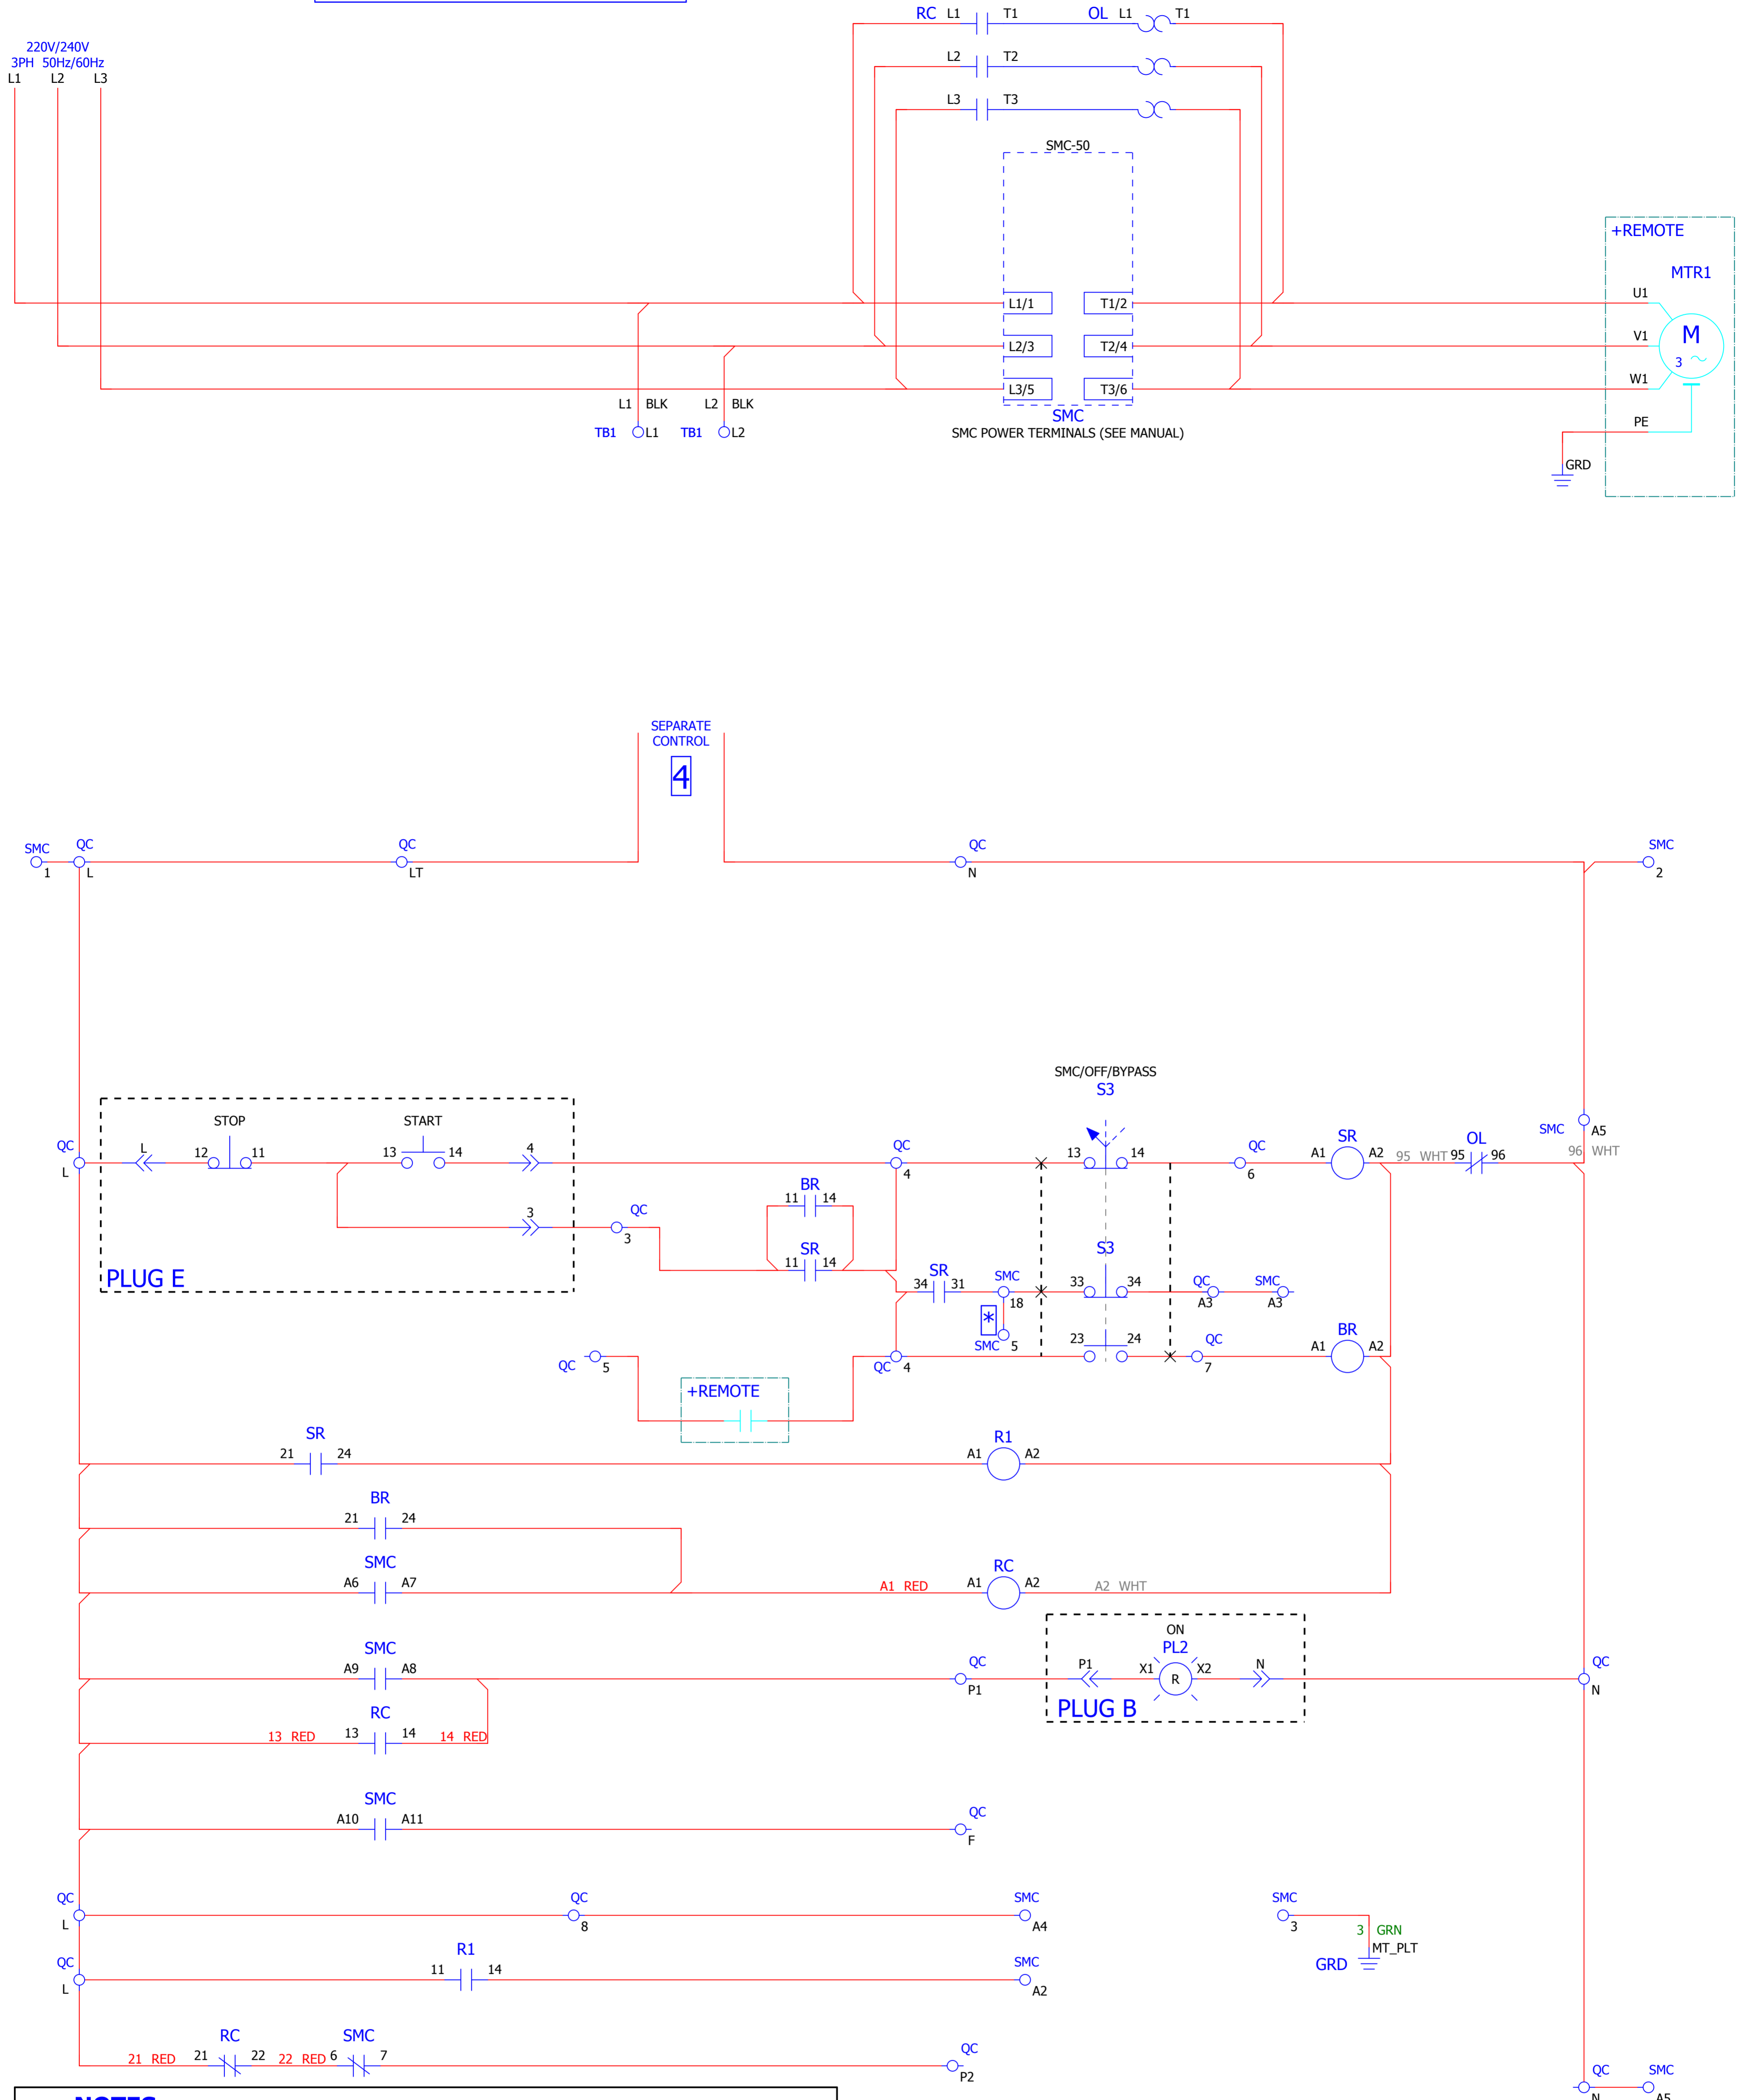 RC L1 T1 OL L1 T1
220V/240V
3PH 50Hz/60Hz
L1 L2 L3
L2 T2
L3 T3
SMC-50
+REMOTE
MTR1
U1
L1/1 T1/2
V1 M
3
L2/3 T2/4
W1
L3/5 T3/6
L1 BLK L2 BLK
SMC
PE
TB1 L1 TB1 L2
SMC POWER TERMINALS (SEE MANUAL)
GRD
SEPARATE
CONTROL
4
SMC QC QC QC SMC
1 L LT N 2
SMC/OFF/BYPASS
S3
STOP START
SMC A5
QC L 12 11 13 14 4 QC 13 14 QC A1 SR A2 95 WHT 95 OL 96 96 WHT
L 4 6
BR
11 14
3 QC
3
SR
11 14
S3
PLUG E
SR
34 31 SMC 33 34 QC SMC
18 A3 A3
*
SMC 5
23 24 QC A1 BR A2
QC 5 QC 4 7
+REMOTE
SR R1
21 24 A1 A2
BR
21 24
SMC RC
A6 A7 A1 RED A1 A2 A2 WHT
ON
SMC PL2
A9 A8 QC P1 X1 R X2 N QC
P1 N
RC PLUG B
13 RED 13 14 14 RED
SMC
A10 A11 QC
F
QC QC SMC SMC
L 8 A4 3
3 GRN
MT_PLT
GRD
R1
QC 11 14 SMC
L A2
RC SMC
21 RED 21 22 22 RED 6 7 QC
P2
QC SMC
N A5
NOTES